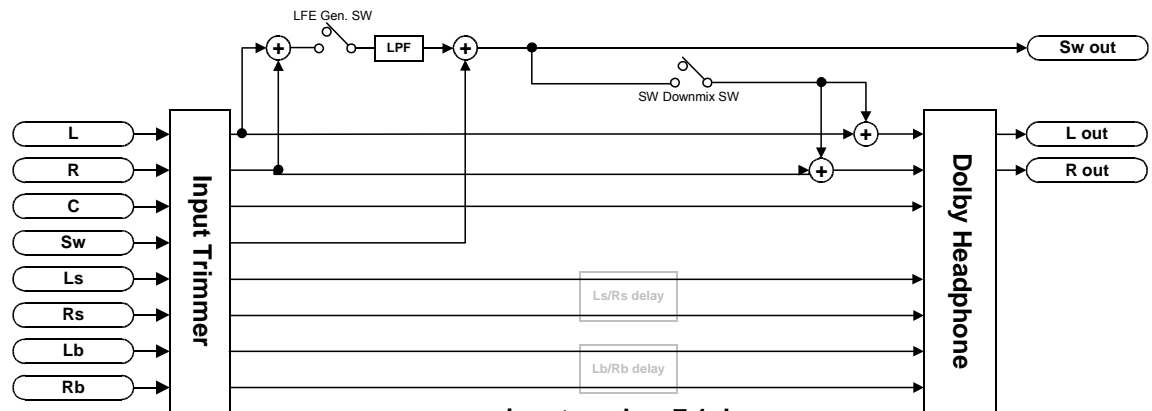 LFE Gen. SW
LPF
Sw out
SW Downmix SW
L
R
C
Sw
Ls
Rs
Lb
Rb
Input Trimmer
Ls/Rs delay
Lb/Rb delay
Dolby Headphone
L out
R out